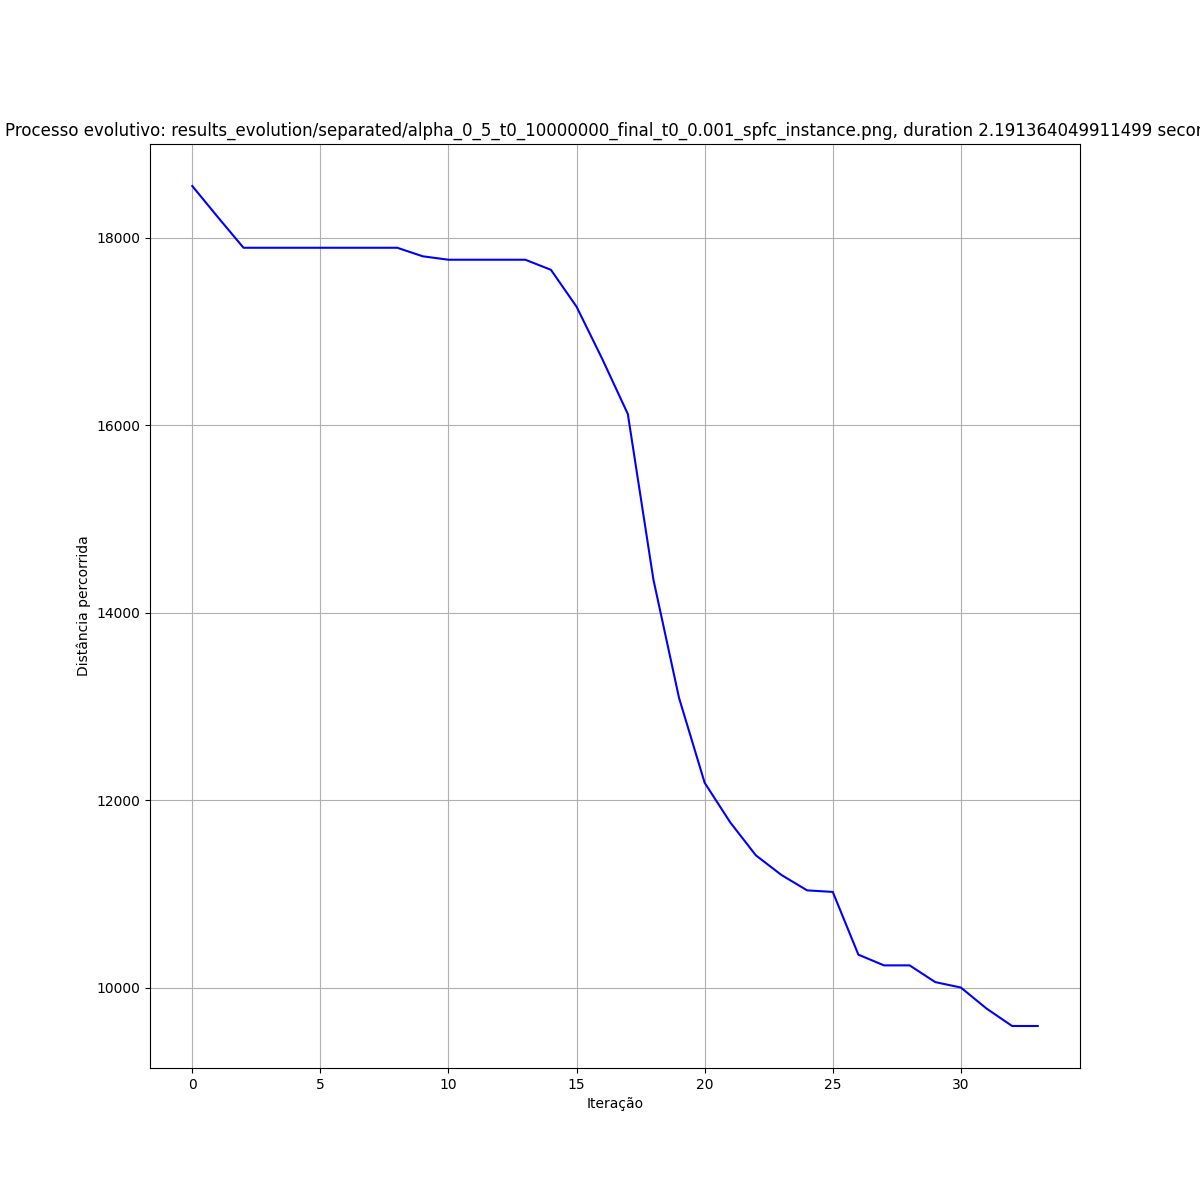 Processo evolutivo: results_evolution/separated/alpha_0_5_t0_10000000_final_t0_0.001_spfc_instance.png, duration 2.191364049911499
18000
16000
14000
12000
10000
Distância percorrida
0 5 10 15 20 25 30
Iteração